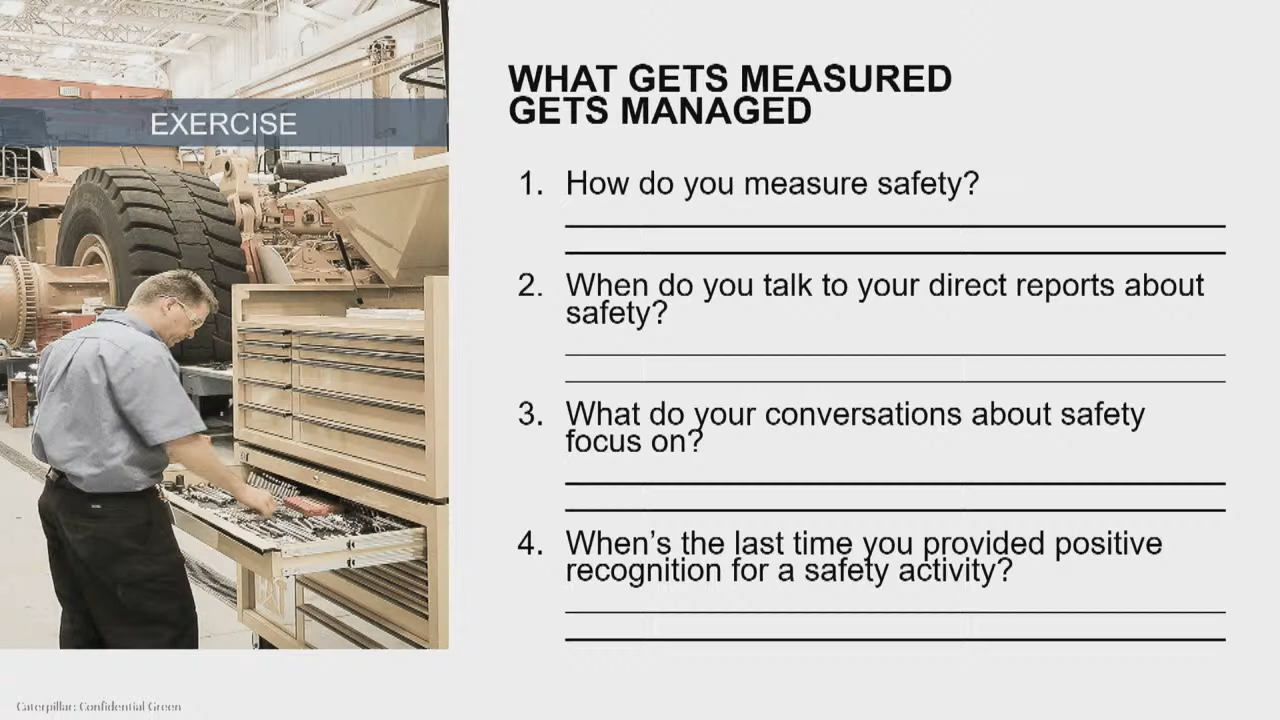 EXERCISE
WHAT GETS MEASURED
GETS MANAGED
1. How do you measure safety?
2. When do you talk to your direct reports about
safety?
3. What do your conversations about safety
focus on?
4. When’s the last time you provided positive
recognition for a safety activity?
CAT
Caterpillar: Confidential Green